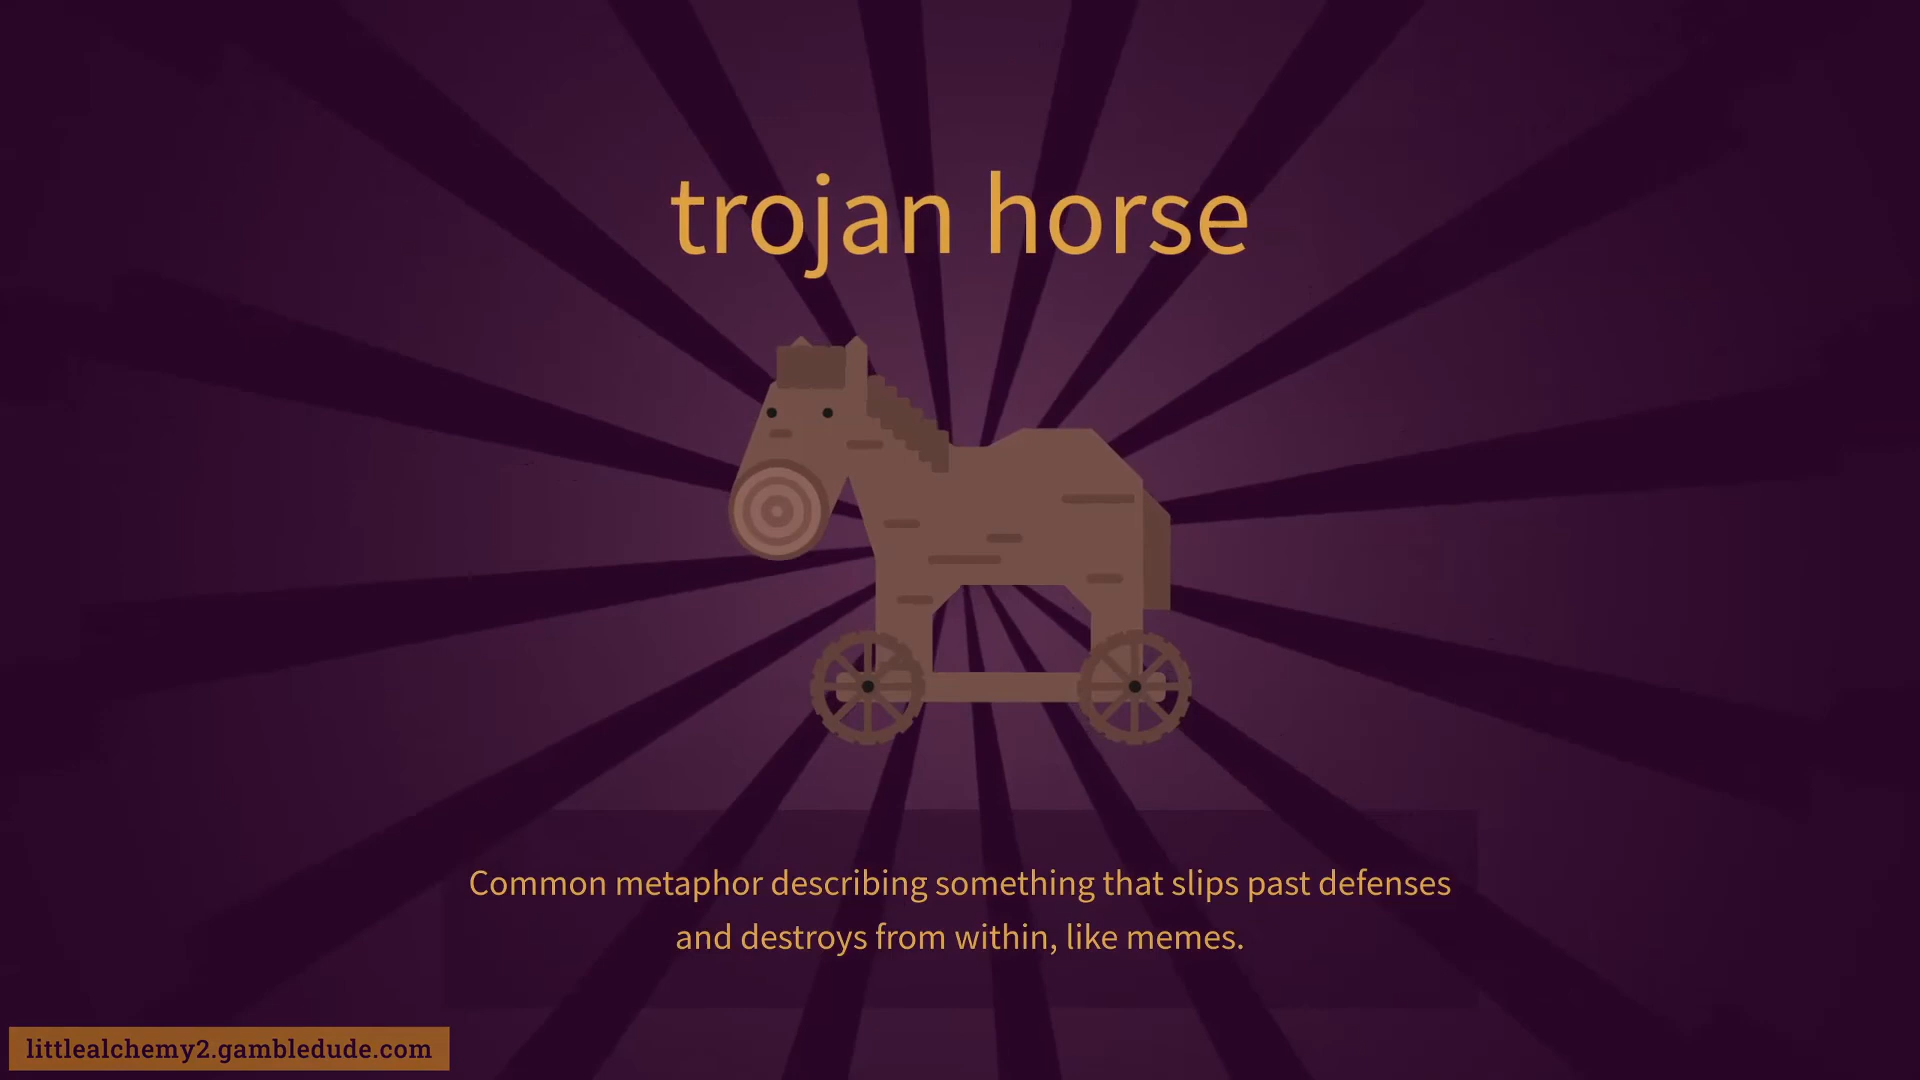 trojan horse
Common metaphor describing something that slips past defenses
and destroys from within, like memes.
littlealchemy2.gambledude.com